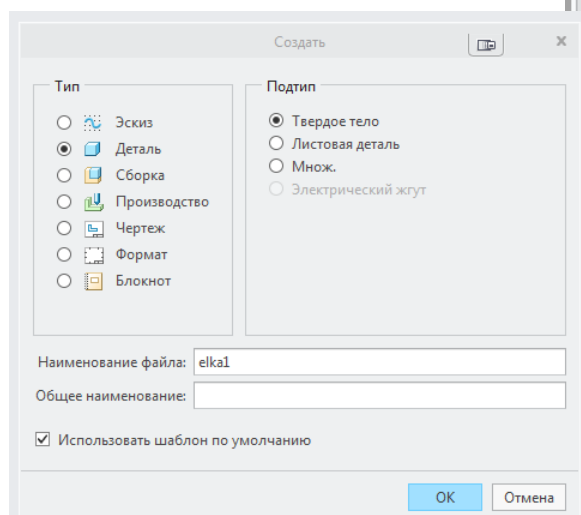 Создать
Тип
Эскиз
Деталь
Сборка
Производство
Чертеж
Формат
Блокнот
Подтип
Твердое тело
Листовая деталь
Множ.
Электрический жгут
Наименование файла: elka1
Общее наименование:
Использовать шаблон по умолчанию
OK Отмена